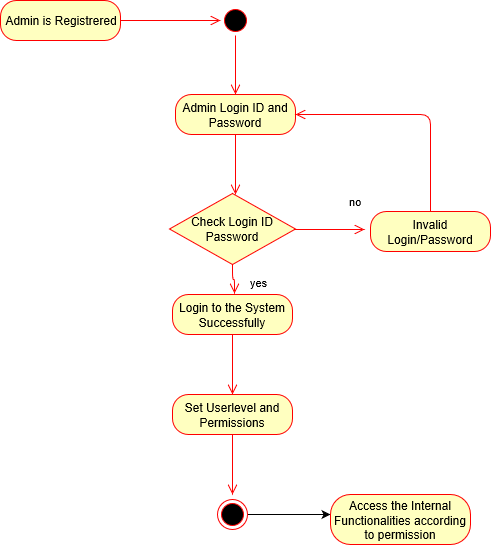 Admin is Registrered
Admin Login ID and
Password
Check Login ID
Password
no
Invalid
Login/Password
yes
Login to the System
Successfully
Set Userlevel and
Permissions
Access the Internal
Functionalities according
to permission